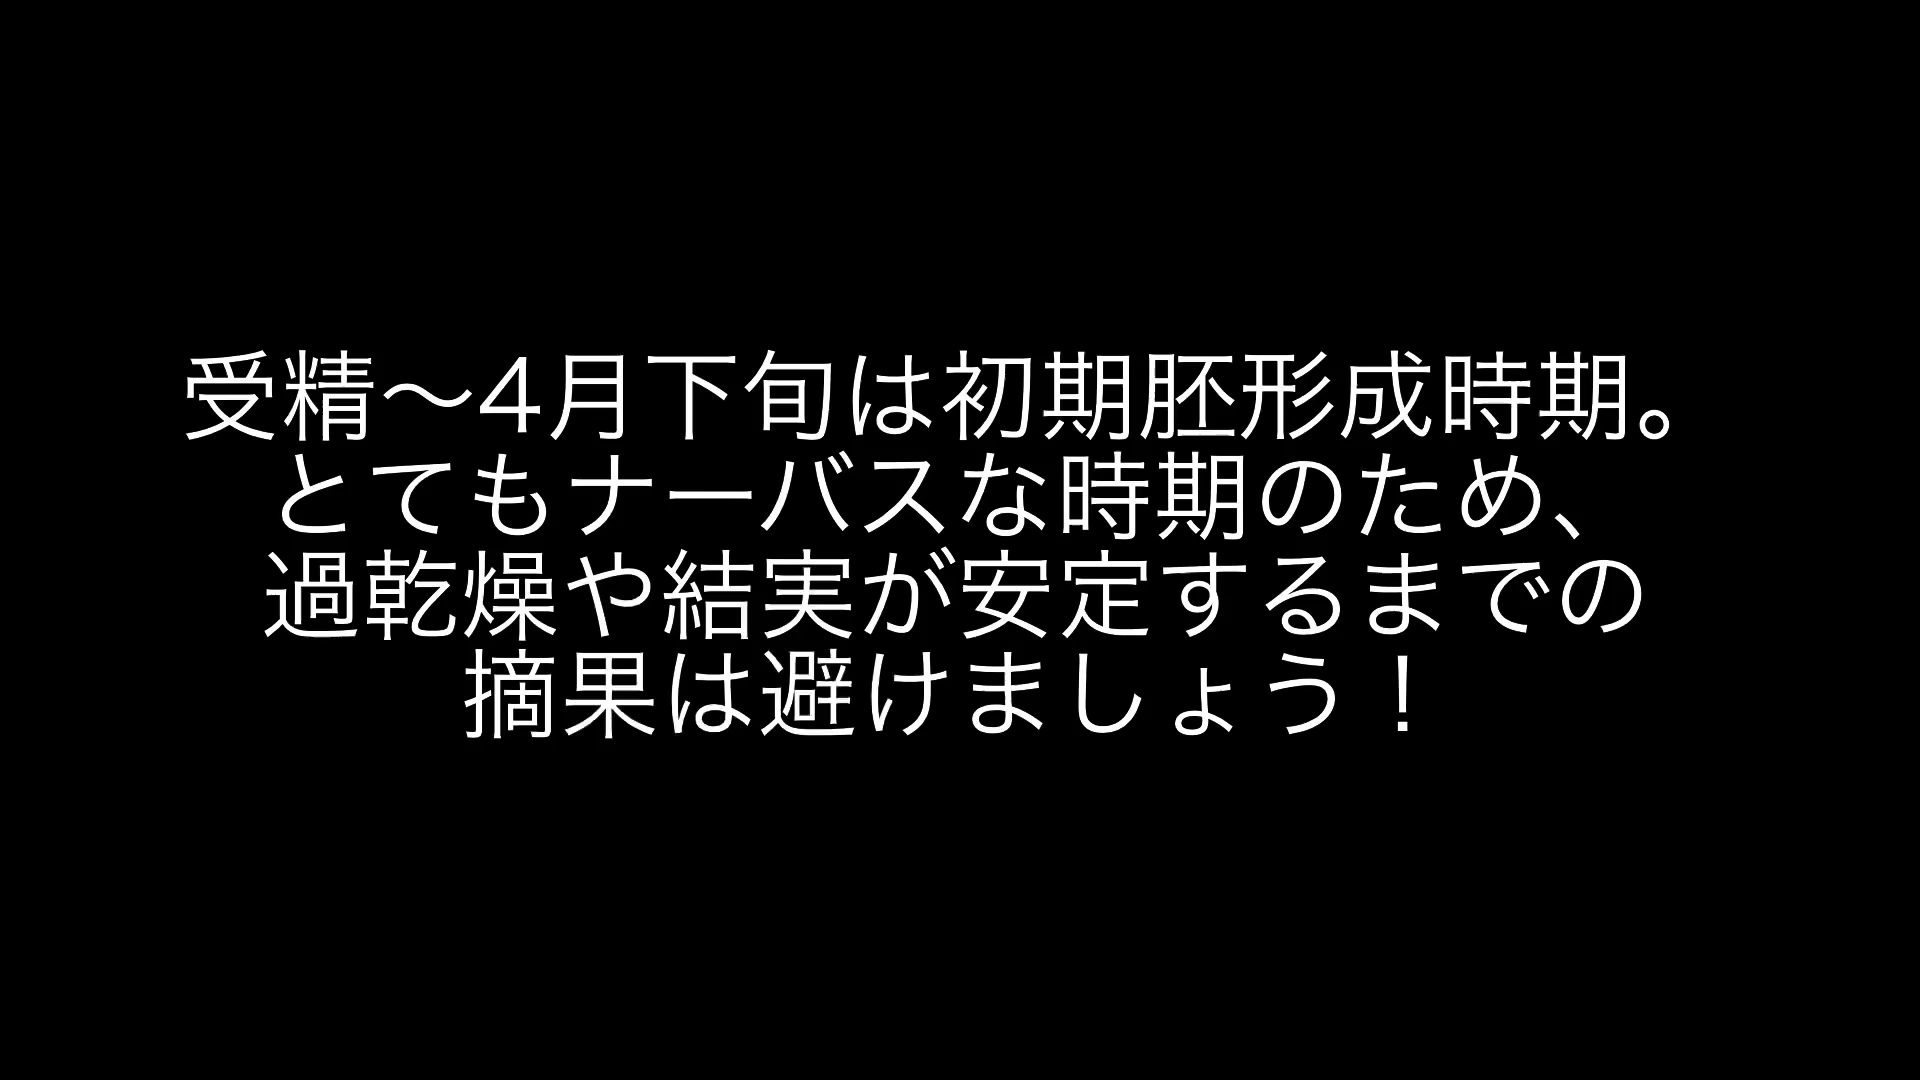 受精〜4月下旬は初期胚形成時期。
とてもナーバスな時期のため、
過乾燥や結実が安定するまでの
摘果は避けましょう！